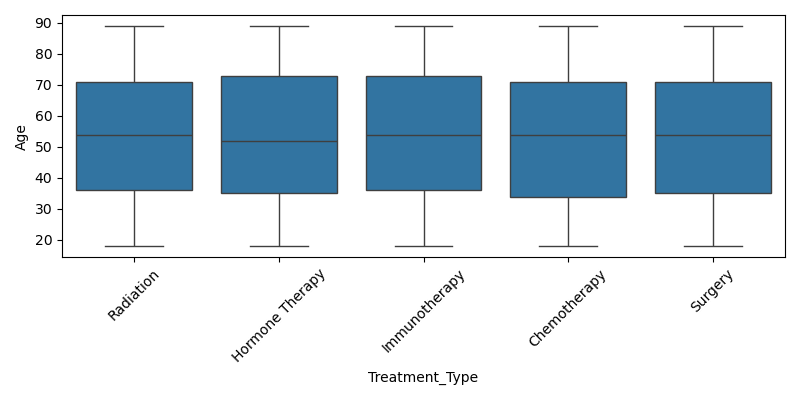 90
80
70
60
50
40
30
20
Age
Radiation
Hormone Therapy
Immunotherapy
Chemotherapy
Surgery
Treatment_Type